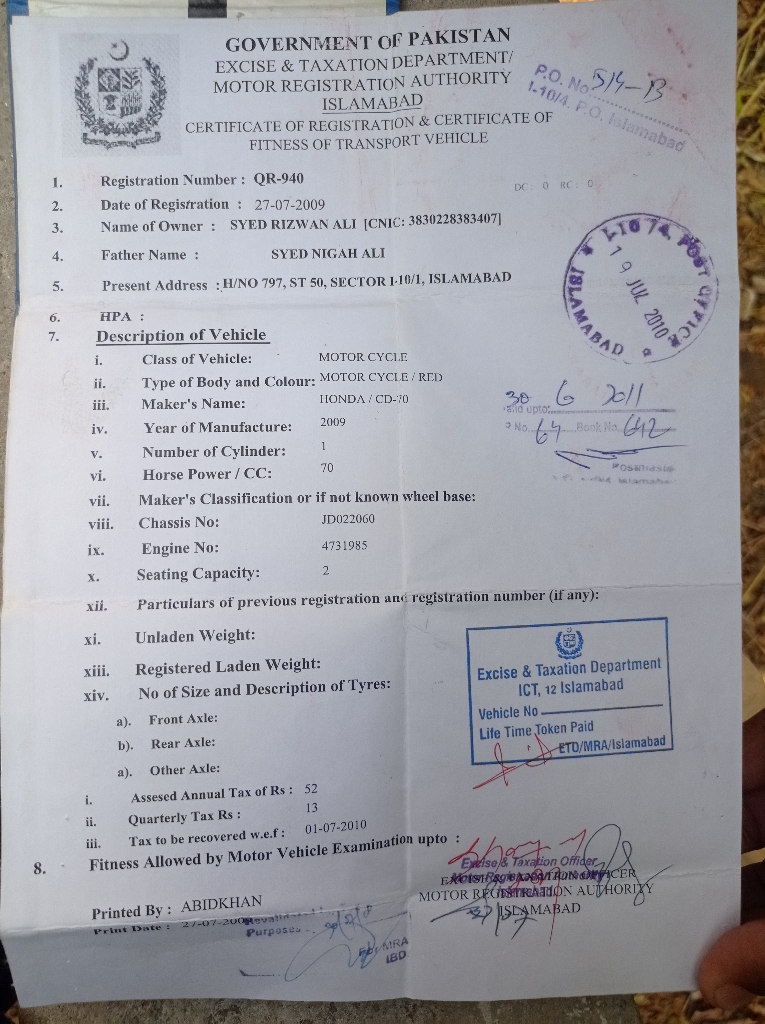 GOVERNMENT OF PAKISTAN
EXCISE & TAXATION DEPARTMENT/
MOTOR REGISTRATION AUTHORITY
ISLAMABAD
CERTIFICATE OF REGISTRATION & CERTIFICATE OF
FITNESS OF TRANSPORT VEHICLE
P.O. No 514-B
I-10/4, P.O. Islamabad
1. Registration Number : QR-940
DC : 0 RC : 0
2. Date of Registration : 27-07-2009
3. Name of Owner : SYED RIZWAN ALI [CNIC: 3830228383407]
4. Father Name : SYED NIGAH ALI
5. Present Address : H/NO 797, ST 50, SECTOR I-10/1, ISLAMABAD
POST OFFICE
ISLAMABAD
19 JUL 2010
6. HPA :
7. Description of Vehicle
i. Class of Vehicle: MOTOR CYCLE
ii. Type of Body and Colour: MOTOR CYCLE / RED
iii. Maker's Name: HONDA / CD-70
30 6 2011
upto:
iv. Year of Manufacture: 2009
No. 64 Book No. 642
v. Number of Cylinder: 1
vi. Horse Power / CC: 70
vii. Maker's Classification or if not known wheel base:
viii. Chassis No: JD022060
ix. Engine No: 4731985
x. Seating Capacity: 2
xii. Particulars of previous registration and registration number (if any):
xi. Unladen Weight:
xiii. Registered Laden Weight:
xiv. No of Size and Description of Tyres:
a). Front Axle:
b). Rear Axle:
a). Other Axle:
Excise & Taxation Department
ICT, 12 Islamabad
Vehicle No
Life Time Token Paid
ETO/MRA/Islamabad
i. Assesed Annual Tax of Rs : 52
ii. Quarterly Tax Rs : 13
iii. Tax to be recovered w.e.f : 01-07-2010
8. Fitness Allowed by Motor Vehicle Examination upto :
Excise & Taxation Officer
MOTOR REGISTRATION AUTHORITY
ISLAMABAD
Printed By : ABIDKHAN
Print Date : 27-07-2009
Purposes
For MRA
IBD